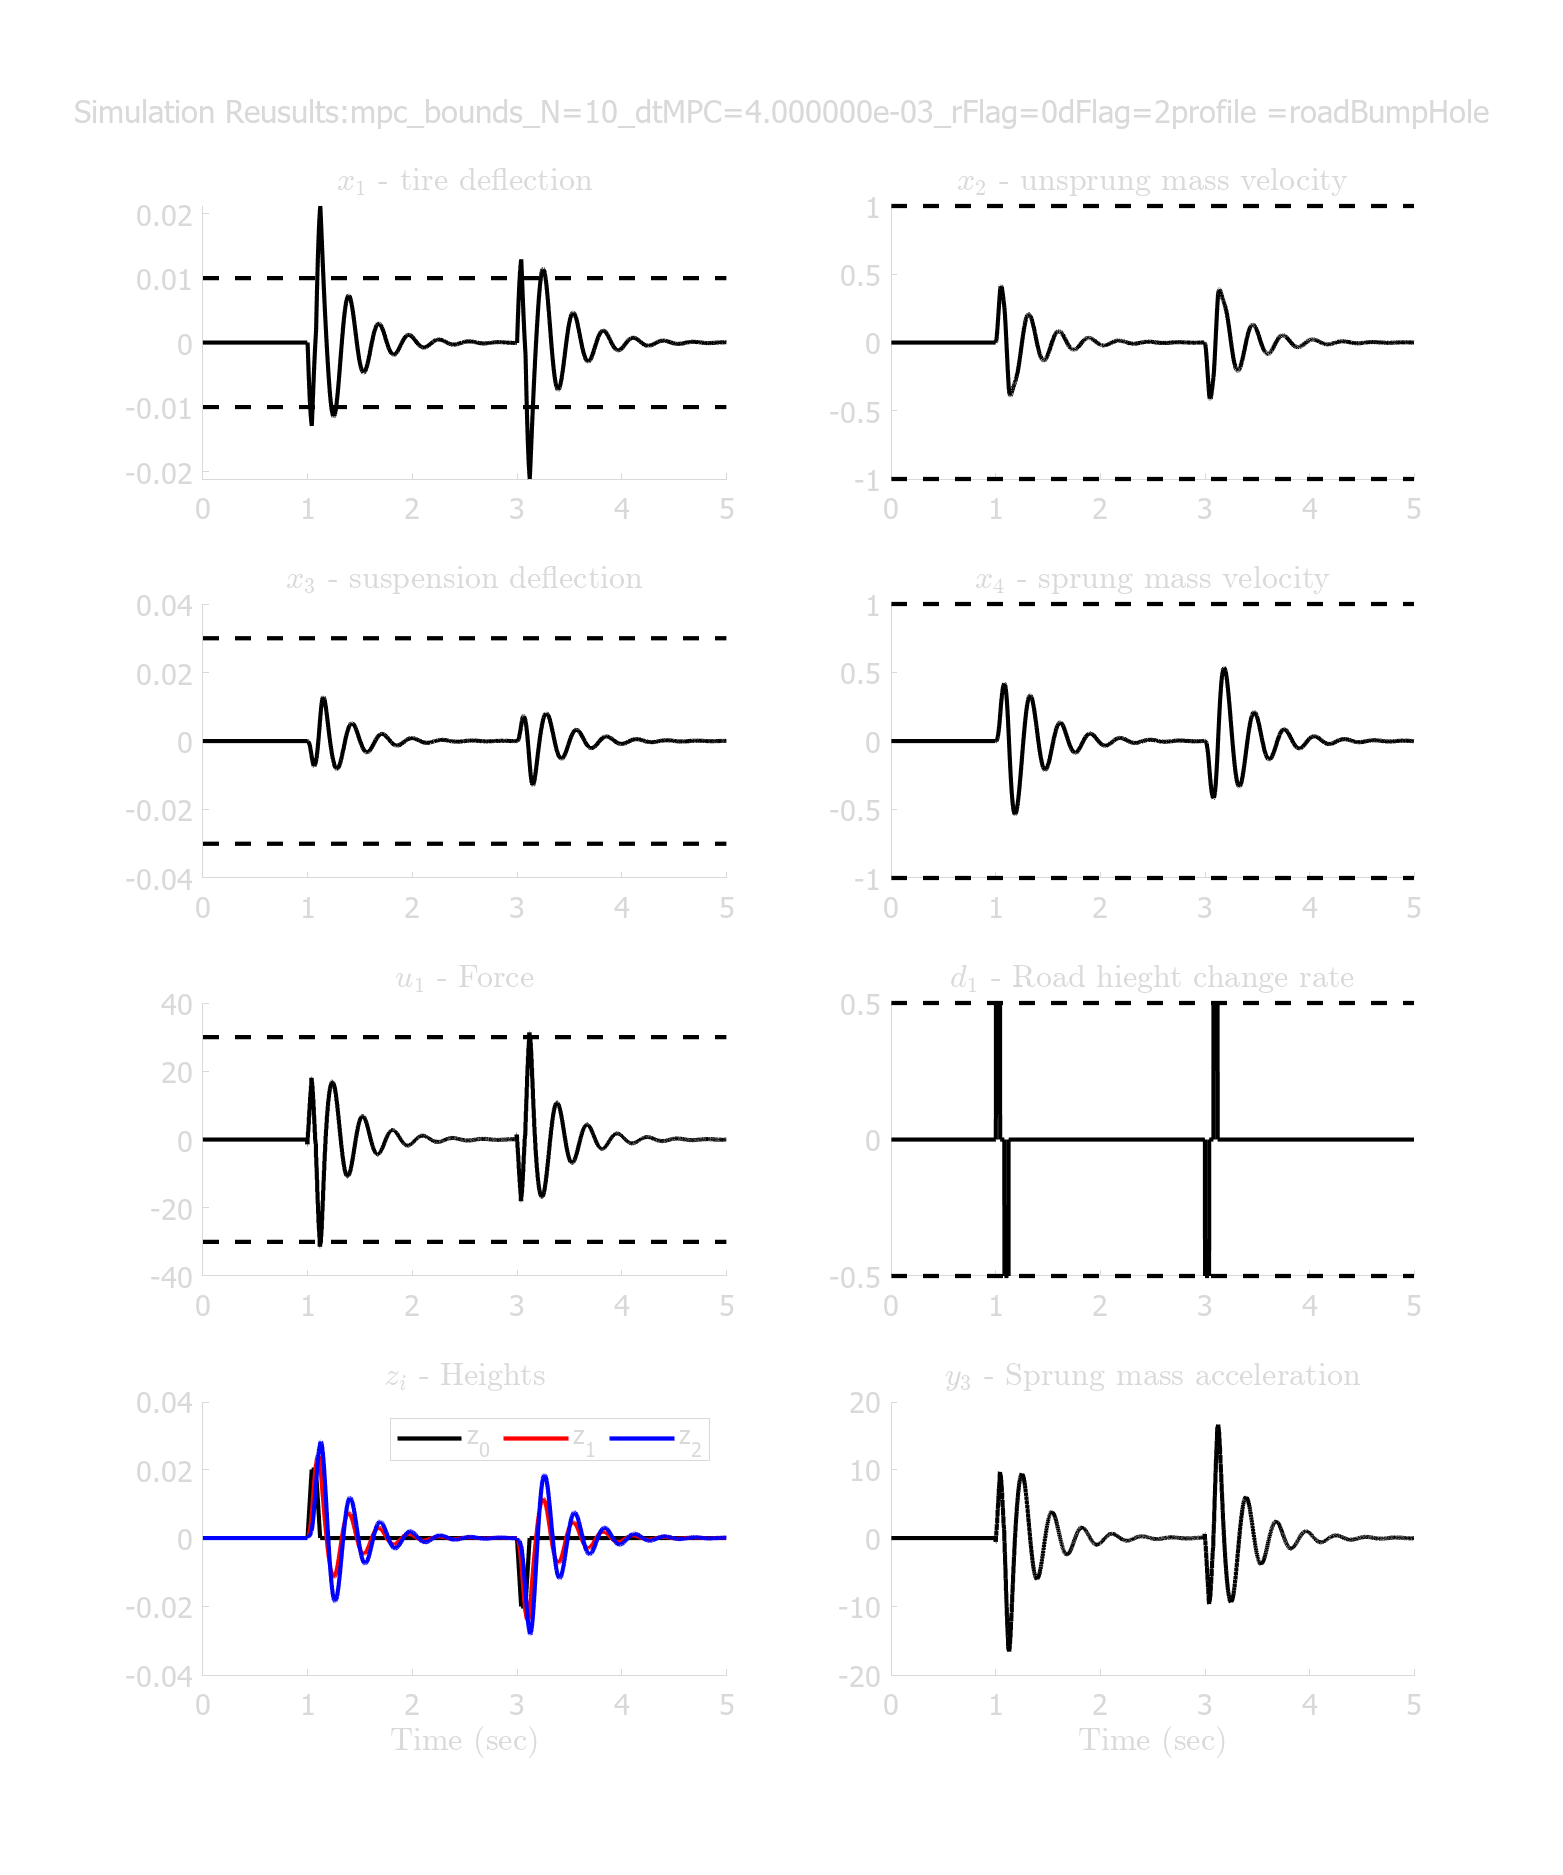 Simulation Reusults:mpc_bounds_N=10_dtMPC=4.000000e-03_rFlag=0dFlag=2profile =roadBumpHole
x₁ - tire deflection
0.02
0.01
0
-0.01
-0.02
0 1 2 3 4 5
x₂ - unsprung mass velocity
1
0.5
0
-0.5
-1
0 1 2 3 4 5
x₃ - suspension deflection
0.04
0.02
0
-0.02
-0.04
0 1 2 3 4 5
x₄ - sprung mass velocity
1
0.5
0
-0.5
-1
0 1 2 3 4 5
u₁ - Force
40
20
0
-20
-40
0 1 2 3 4 5
d₁ - Road hieght change rate
0.5
0
-0.5
0 1 2 3 4 5
zᵢ - Heights
0.04
0.02
0
-0.02
-0.04
z₀ z₁ z₂
0 1 2 3 4 5
Time (sec)
y₃ - Sprung mass acceleration
20
10
0
-10
-20
0 1 2 3 4 5
Time (sec)